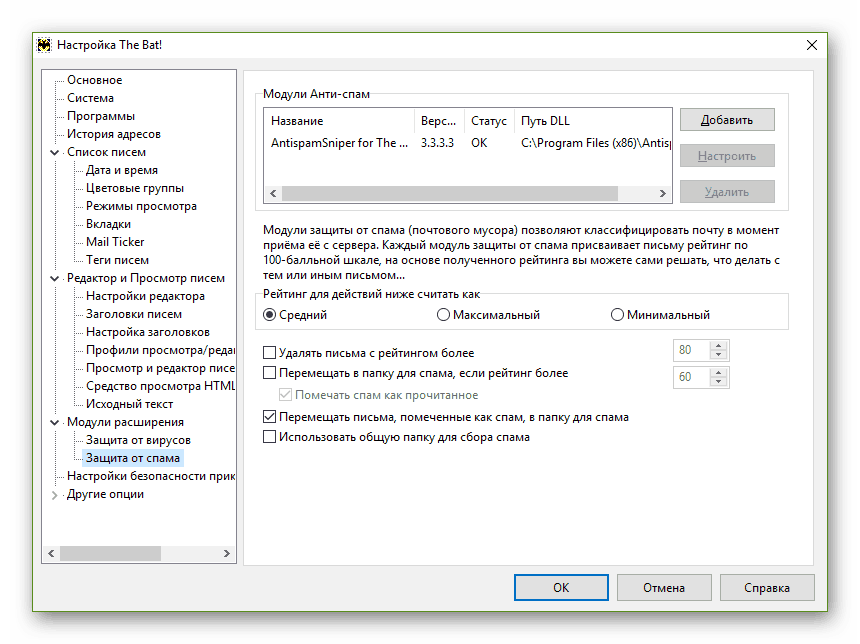 Настройка The Bat!
Основное
Система
Программы
История адресов
Список писем
Дата и время
Цветовые группы
Режимы просмотра
Вкладки
Mail Ticker
Теги писем
Редактор и Просмотр писем
Настройки редактора
Заголовки писем
Настройка заголовков
Профили просмотра/редак
Просмотр и редактор писе
Средство просмотра HTML
Исходный текст
Модули расширения
Защита от вирусов
Защита от спама
Настройки безопасности прик
Другие опции
Модули Анти-спам
Название Верс... Статус Путь DLL
AntispamSniper for The ... 3.3.3.3 OK C:\Program Files (x86)\Antisp
Добавить
Настроить
Удалить
Модули защиты от спама (почтового мусора) позволяют классифицировать почту в момент
приёма её с сервера. Каждый модуль защиты от спама присваивает письму рейтинг по
100-балльной шкале, на основе полученного рейтинга вы можете сами решать, что делать с
тем или иным письмом...
Рейтинг для действий ниже считать как
Средний Максимальный Минимальный
Удалять письма с рейтингом более 80
Перемещать в папку для спама, если рейтинг более 60
Помечать спам как прочитанное
Перемещать письма, помеченные как спам, в папку для спама
Использовать общую папку для сбора спама
OK Отмена Справка